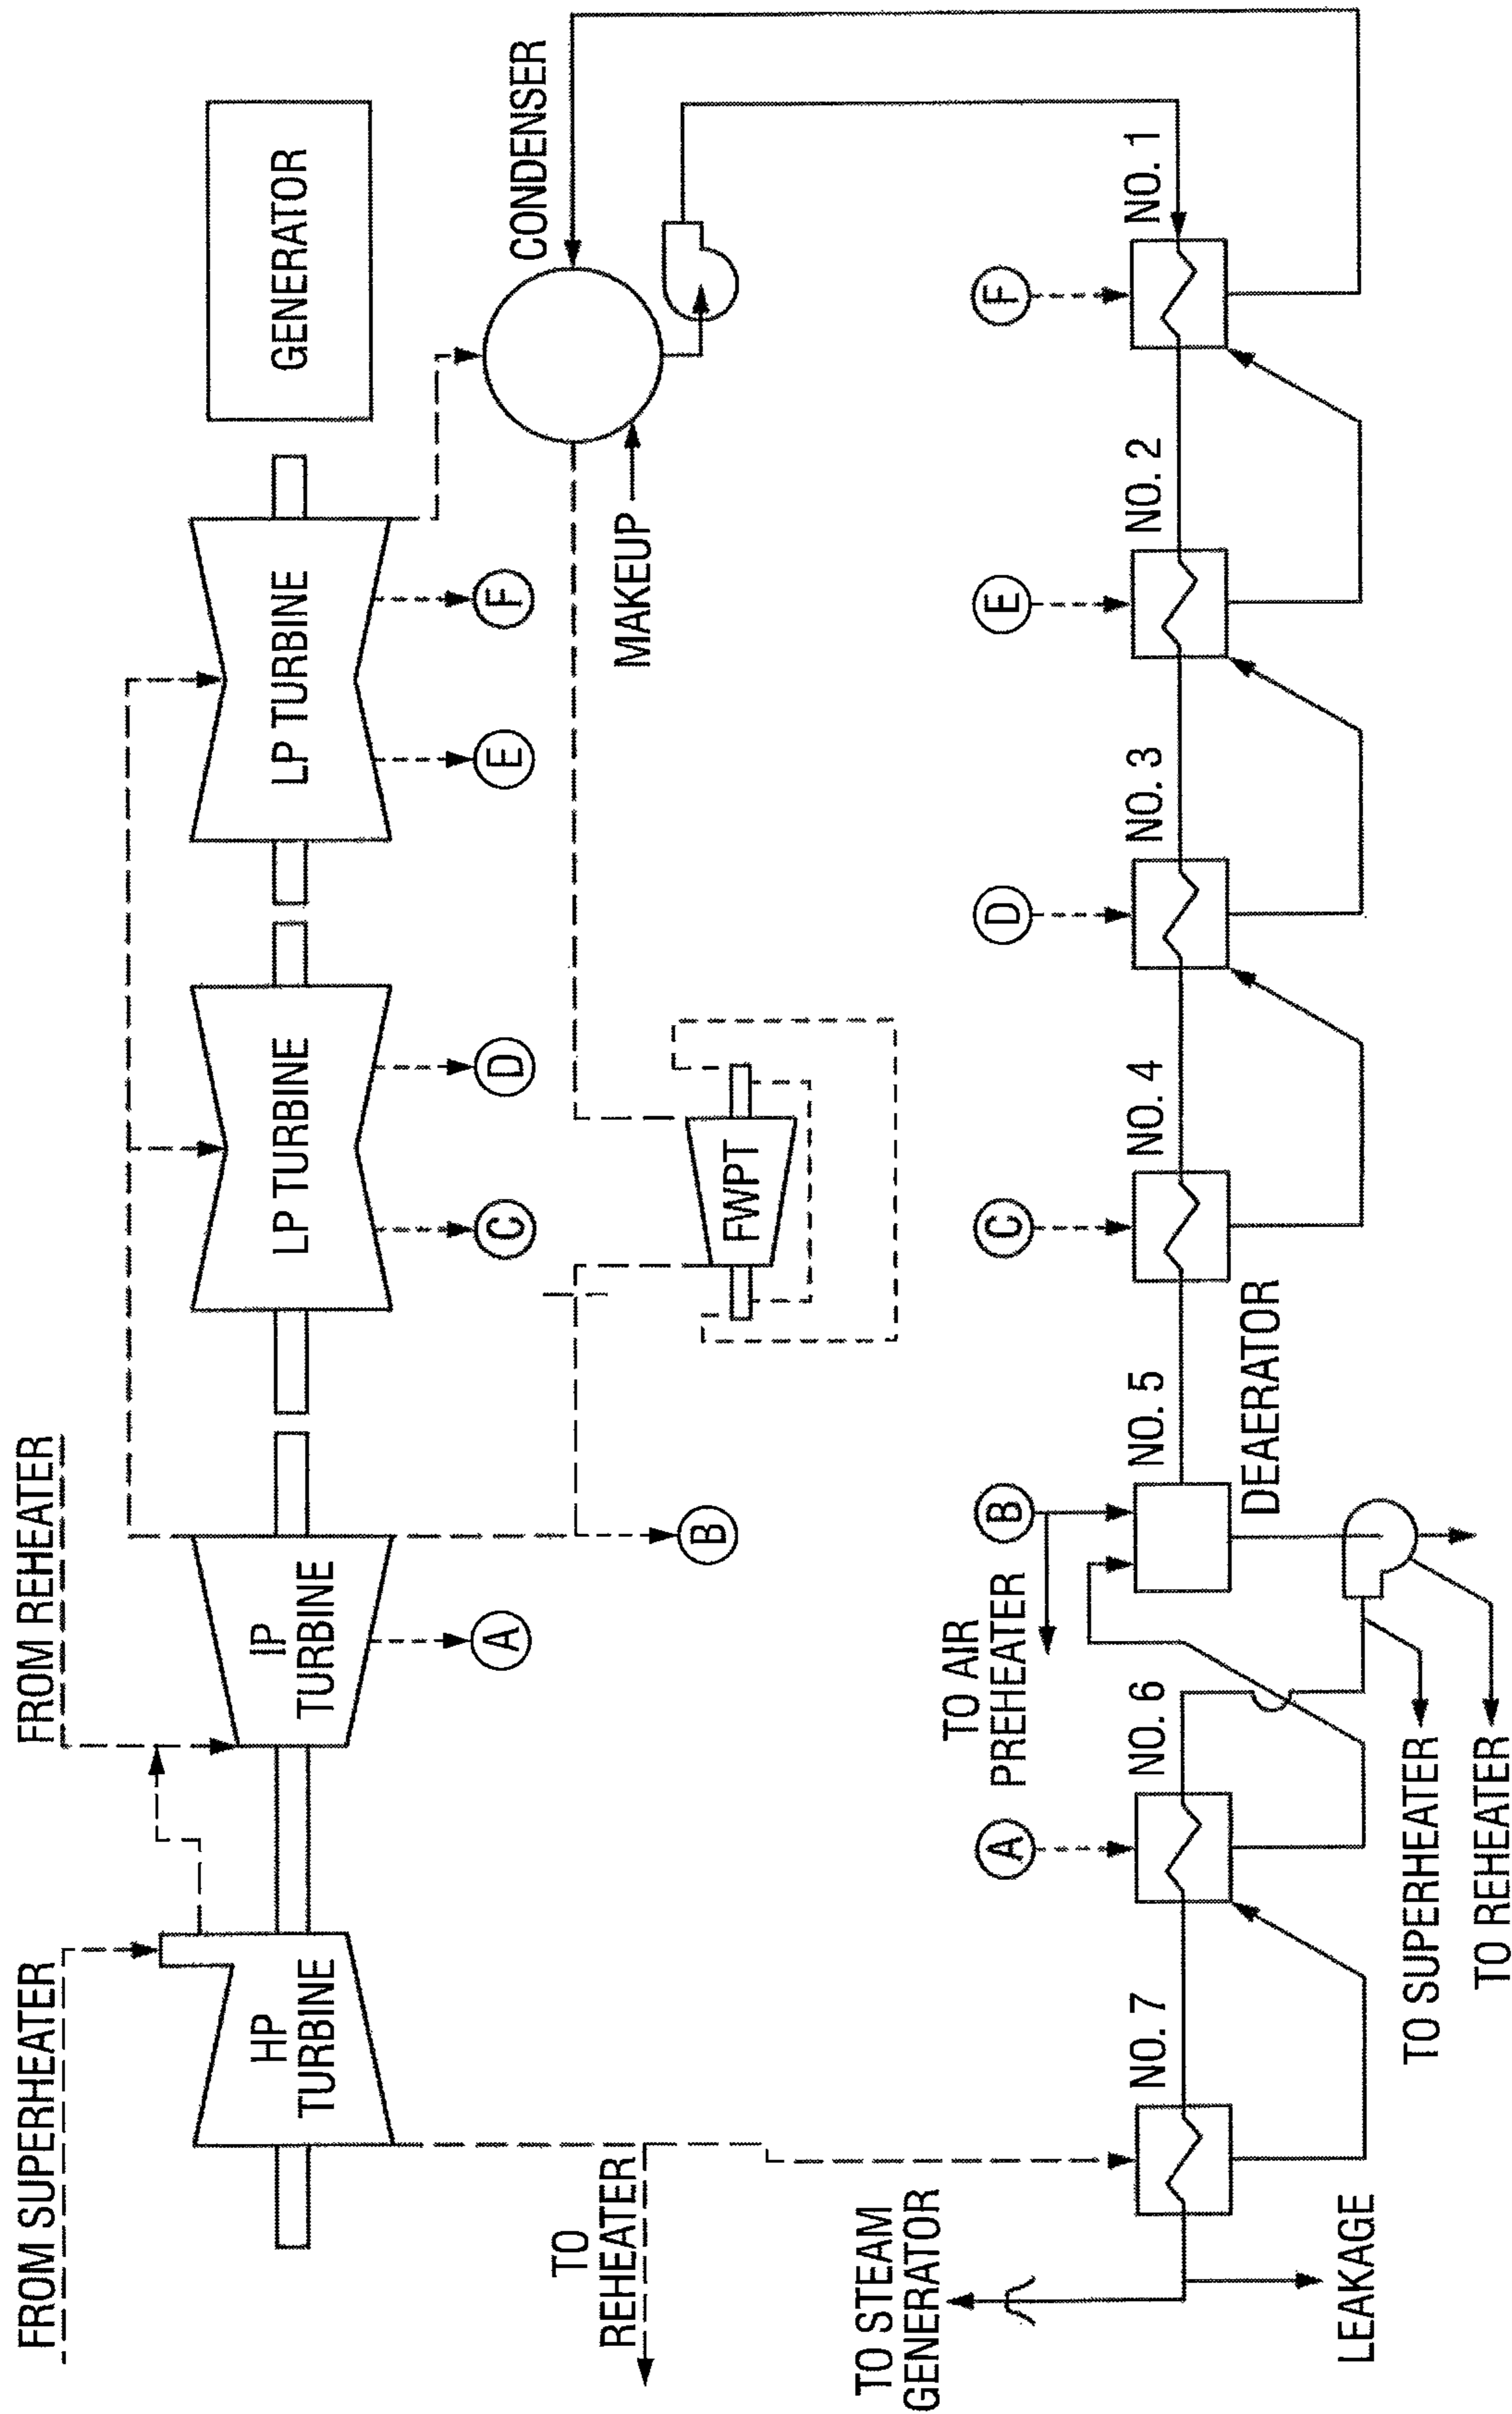 FROM SUPERHEATER
FROM REHEATER
HP
TURBINE
IP
TURBINE
LP TURBINE
LP TURBINE
GENERATOR
A
C
D
E
F
CONDENSER
TO
REHEATER
B
FWPT
MAKEUP
TO STEAM
GENERATOR
TO AIR
PREHEATER
A
B
C
D
E
F
NO. 7
NO. 6
NO. 5
NO. 4
NO. 3
NO. 2
NO. 1
DEAERATOR
LEAKAGE
TO SUPERHEATER
TO REHEATER